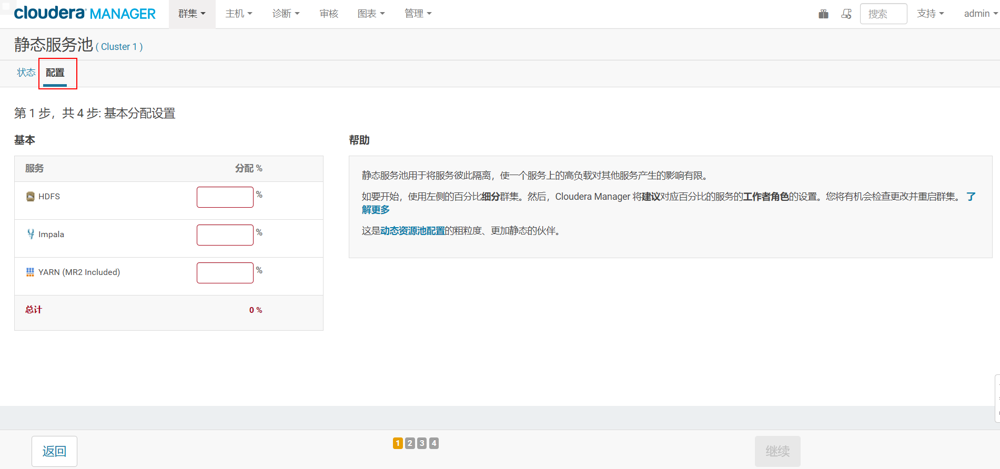 cloudera MANAGER 群集 主机 诊断 审核 图表 管理 搜索 支持 admin
静态服务池 ( Cluster 1 )
状态 配置
第 1 步，共 4 步: 基本分配设置
基本
服务 分配 %
HDFS %
Impala %
YARN (MR2 Included) %
总计 0 %
帮助
静态服务池用于将服务彼此隔离，使一个服务上的高负载对其他服务产生的影响有限。
如要开始，使用左侧的百分比细分群集。然后，Cloudera Manager 将建议对应百分比的服务的工作者角色的设置。您将有机会检查更改并重启群集。 了
解更多
这是动态资源池配置的粗粒度、更加静态的伙伴。
返回 1 2 3 4 继续